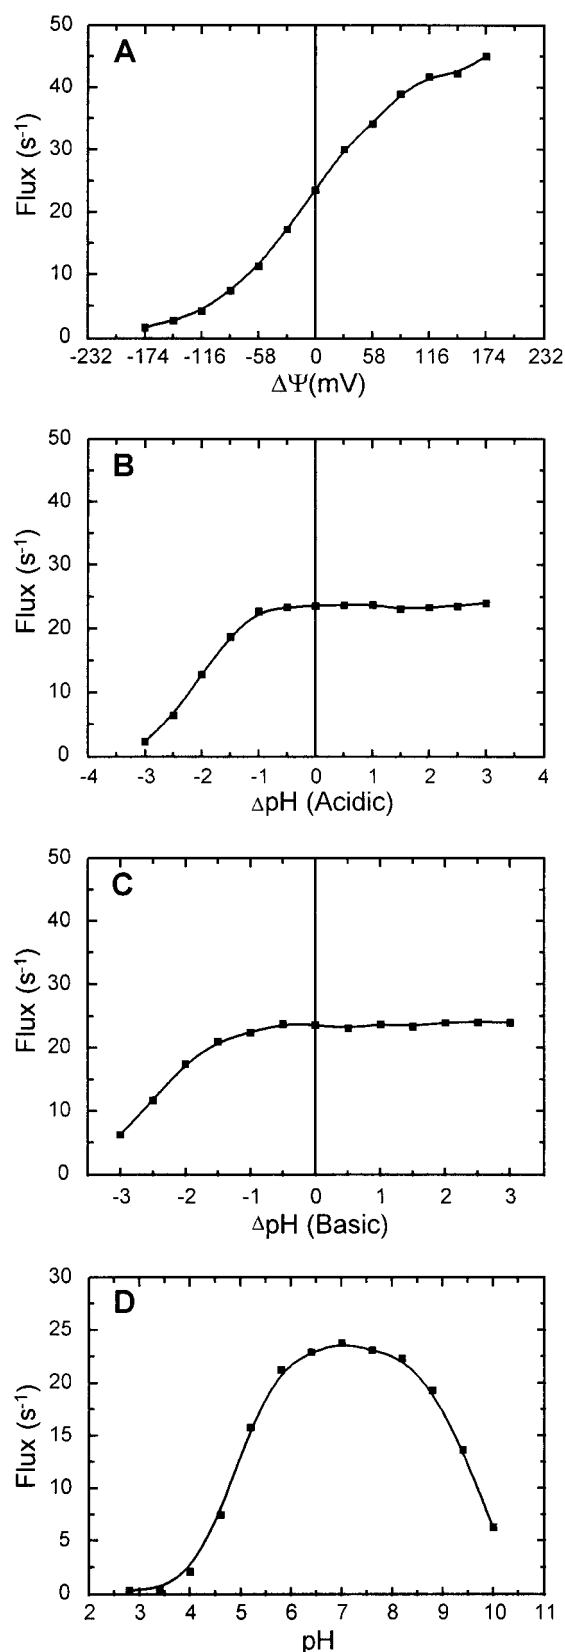 A
50
40
30
20
10
0
Flux (s-1)
-232 -174 -116 -58 0 58 116 174 232
ΔΨ(mV)
B
50
40
30
20
10
0
Flux (s-1)
-4 -3 -2 -1 0 1 2 3 4
ΔpH (Acidic)
C
50
40
30
20
10
0
Flux (s-1)
-3 -2 -1 0 1 2 3
ΔpH (Basic)
D
30
25
20
15
10
5
0
Flux (s-1)
2 3 4 5 6 7 8 9 10 11
pH